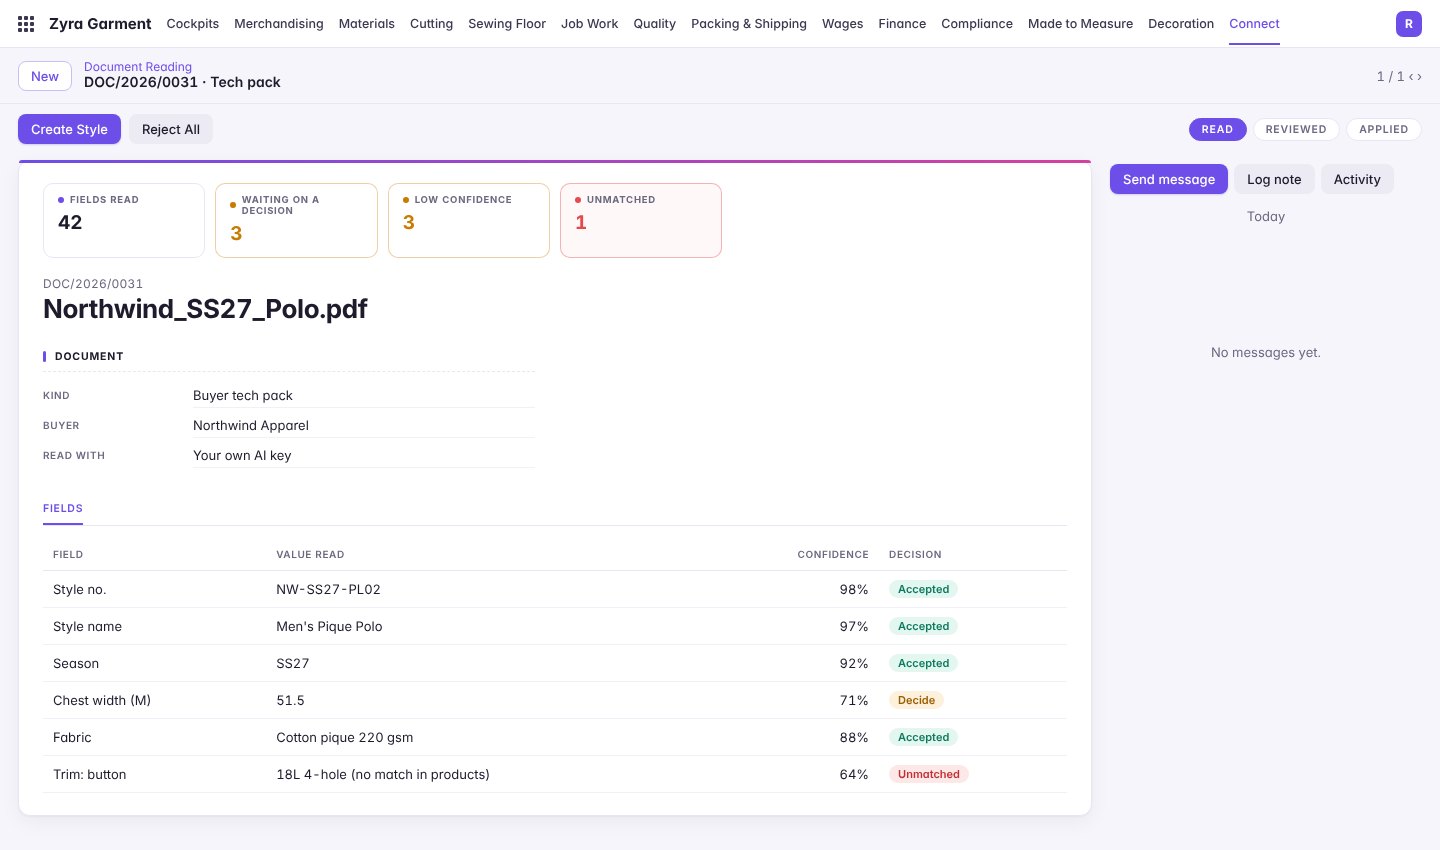 Zyra Garment Cockpits Merchandising Materials Cutting Sewing Floor Job Work Quality Packing & Shipping Wages Finance Compliance Made to Measure Decoration Connect R
New
Document Reading
DOC/2026/0031 · Tech pack
1 / 1 ‹ ›
Create Style Reject All
READ REVIEWED APPLIED
FIELDS READ
42
WAITING ON A
DECISION
3
LOW CONFIDENCE
3
UNMATCHED
1
DOC/2026/0031
Northwind_SS27_Polo.pdf
DOCUMENT
KIND Buyer tech pack
BUYER Northwind Apparel
READ WITH Your own AI key
FIELDS
FIELD VALUE READ CONFIDENCE DECISION
Style no. NW-SS27-PL02 98% Accepted
Style name Men's Pique Polo 97% Accepted
Season SS27 92% Accepted
Chest width (M) 51.5 71% Decide
Fabric Cotton pique 220 gsm 88% Accepted
Trim: button 18L 4-hole (no match in products) 64% Unmatched
Send message Log note Activity
Today
No messages yet.